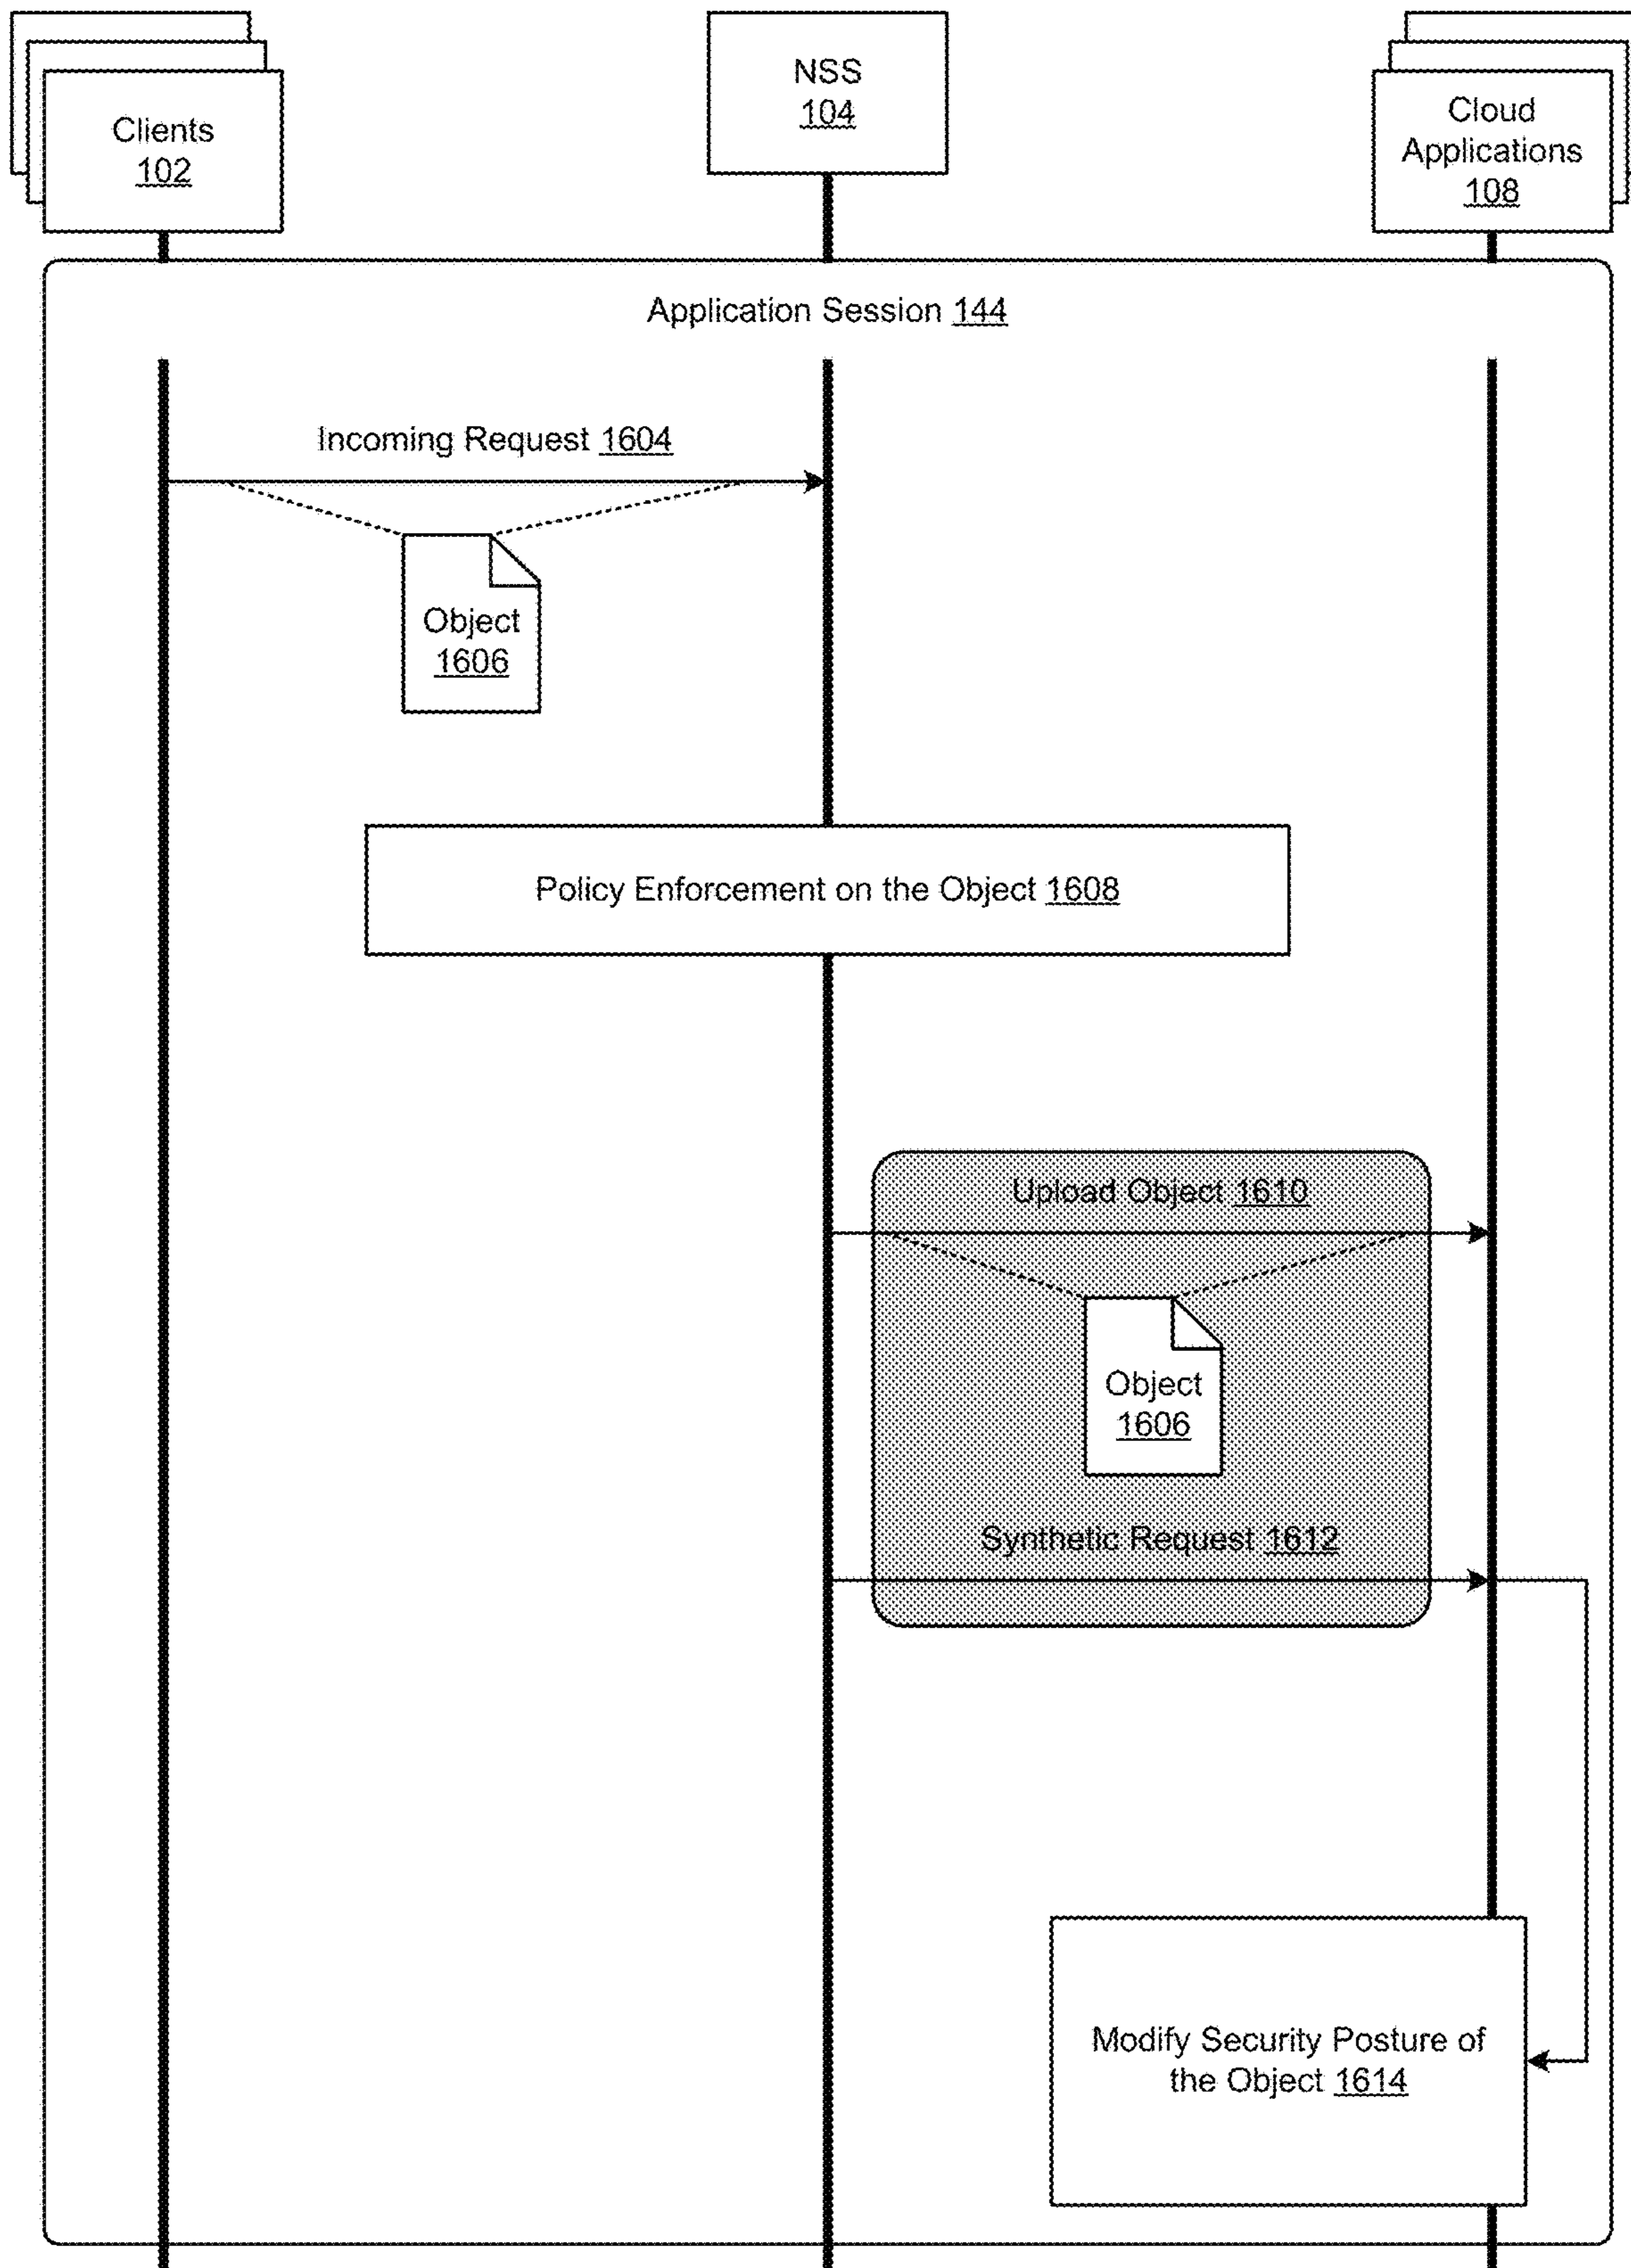 Clients
102
NSS
104
Cloud
Applications
108
Application Session 144
Incoming Request 1604
Object
1606
Policy Enforcement on the Object 1608
Upload Object 1610
Object
1606
Synthetic Request 1612
Modify Security Posture of
the Object 1614